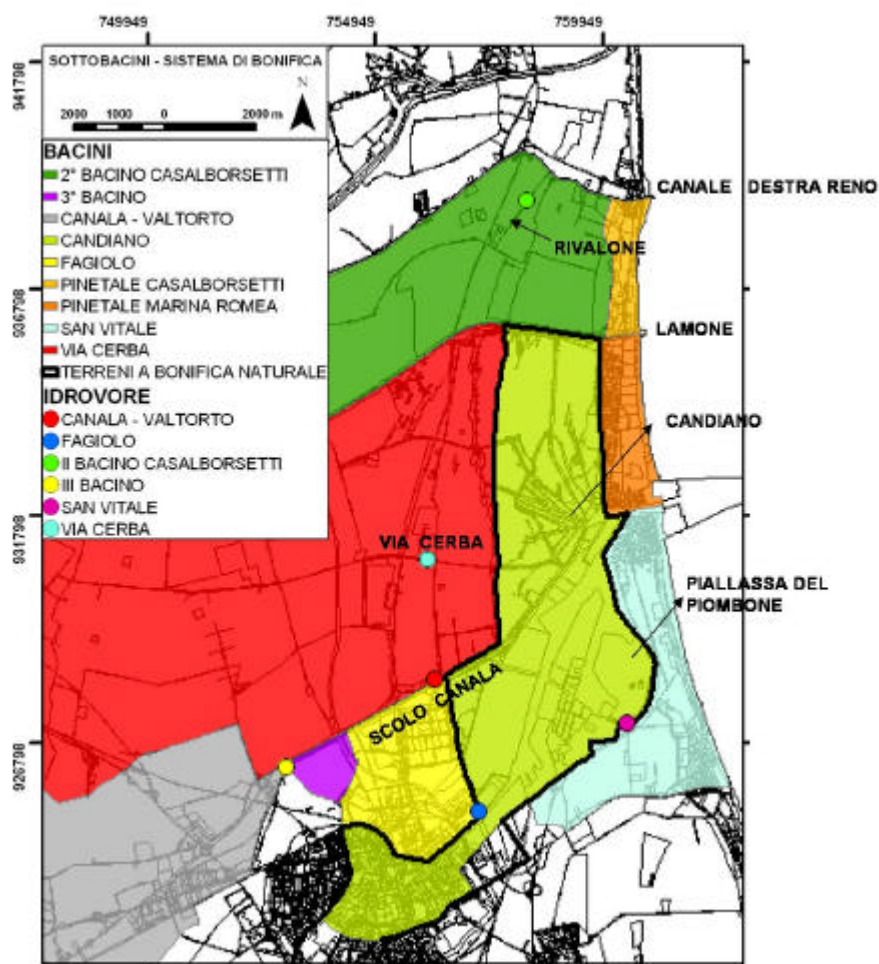 749949 754949 759949
941798
936798
931798
926798
SOTTOBACINI - SISTEMA DI BONIFICA
N
2000 1000 0 2000 m
BACINI
2° BACINO CASALBORSETTI
3° BACINO
CANALA - VALTORTO
CANDIANO
FAGIOLO
PINETALE CASALBORSETTI
PINETALE MARINA ROMEA
SAN VITALE
VIA CERBA
TERRENI A BONIFICA NATURALE
IDROVORE
CANALA - VALTORTO
FAGIOLO
II BACINO CASALBORSETTI
III BACINO
SAN VITALE
VIA CERBA
CANALE DESTRA RENO
RIVALONE
LAMONE
CANDIANO
VIA CERBA
PIALLASSA DEL
PIOMBONE
SCOLO CANALA